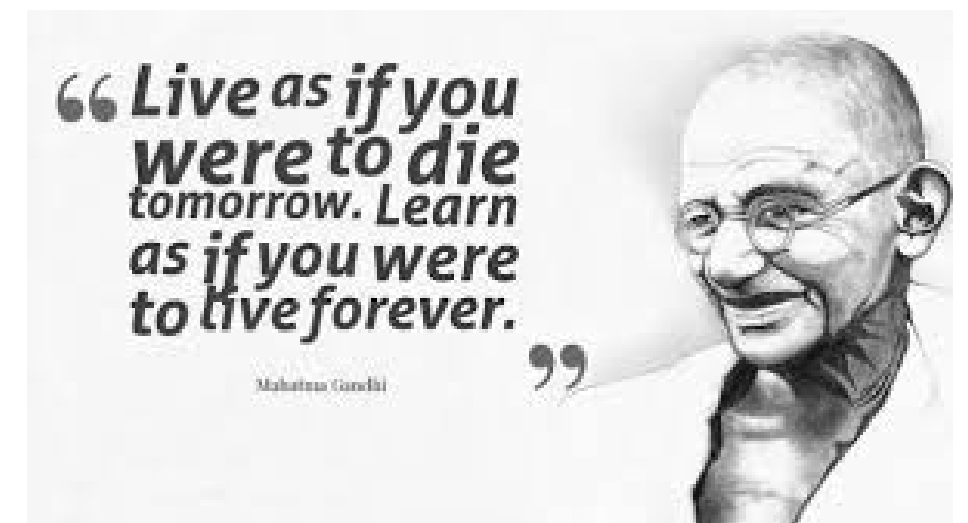 “ Live as if you
were to die
tomorrow. Learn
as if you were
to live forever. ”
Mahatma Gandhi